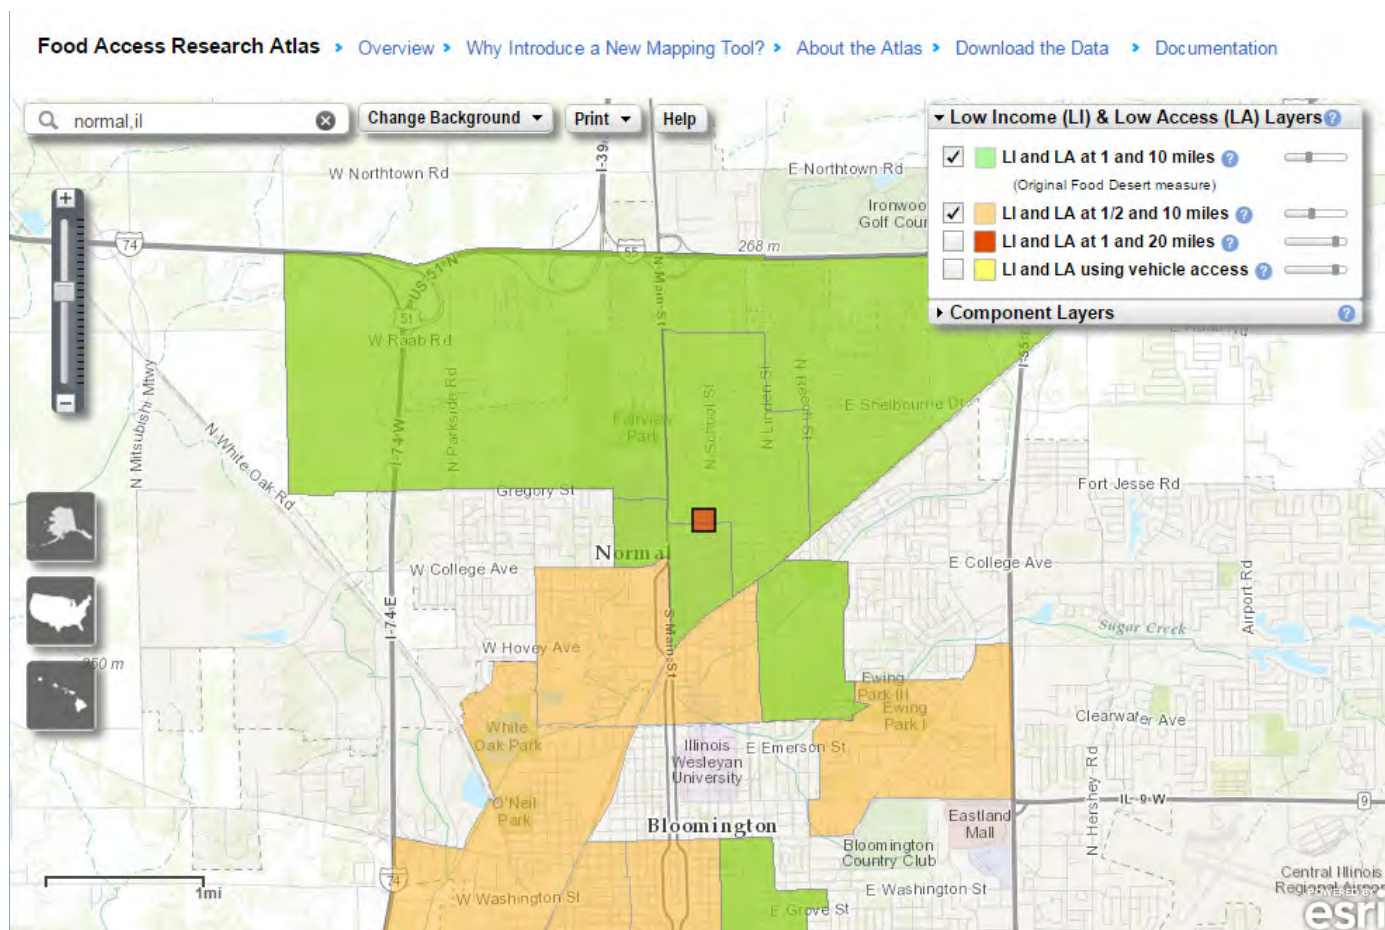 Food Access Research Atlas > Overview > Why Introduce a New Mapping Tool? > About the Atlas > Download the Data > Documentation
normal,il
Change Background
Print
Help
Low Income (LI) & Low Access (LA) Layers ?
LI and LA at 1 and 10 miles ?
(Original Food Desert measure)
LI and LA at 1/2 and 10 miles ?
LI and LA at 1 and 20 miles ?
LI and LA using vehicle access ?
Component Layers ?
I-39
W Northtown Rd
E Northtown Rd
Ironwoo
Golf Cour
74
55
268 m
US-51-N
N Main St
51
W Raab Rd
I-55
N Mitsubishi Mtwy
N Parkside Rd
I-74-W
Fairview
Park
N School St
N Linden St
N Beech St
E Shelbourne Dr
N White Oak Rd
Gregory St
Fort Jesse Rd
Normal
W College Ave
E College Ave
Airport Rd
I-74-E
S Main St
Sugar Creek
W Hovey Ave
250 m
Ewing
Park III
Ewing
Park I
Clearwater Ave
White
Oak Park
Illinois
Wesleyan
University
E Emerson St
N Hershey Rd
O'Neil
Park
IL-9-W
9
Bloomington
Eastland
Mall
Bloomington
Country Club
74
1mi
W Washington St
E Washington St
E Grove St
Central Illinois
Regional Airpor
POWERED BY
esri